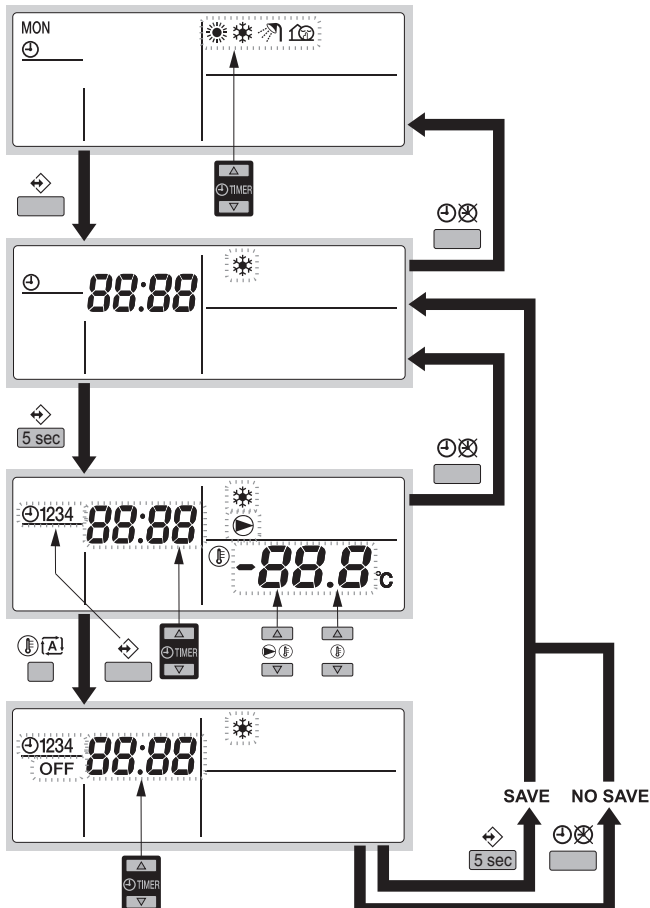 MON
TIMER
88:88
5 sec
1234 88:88
-88.8 °C
A
TIMER
1234 88:88
OFF
SAVE NO SAVE
5 sec
TIMER